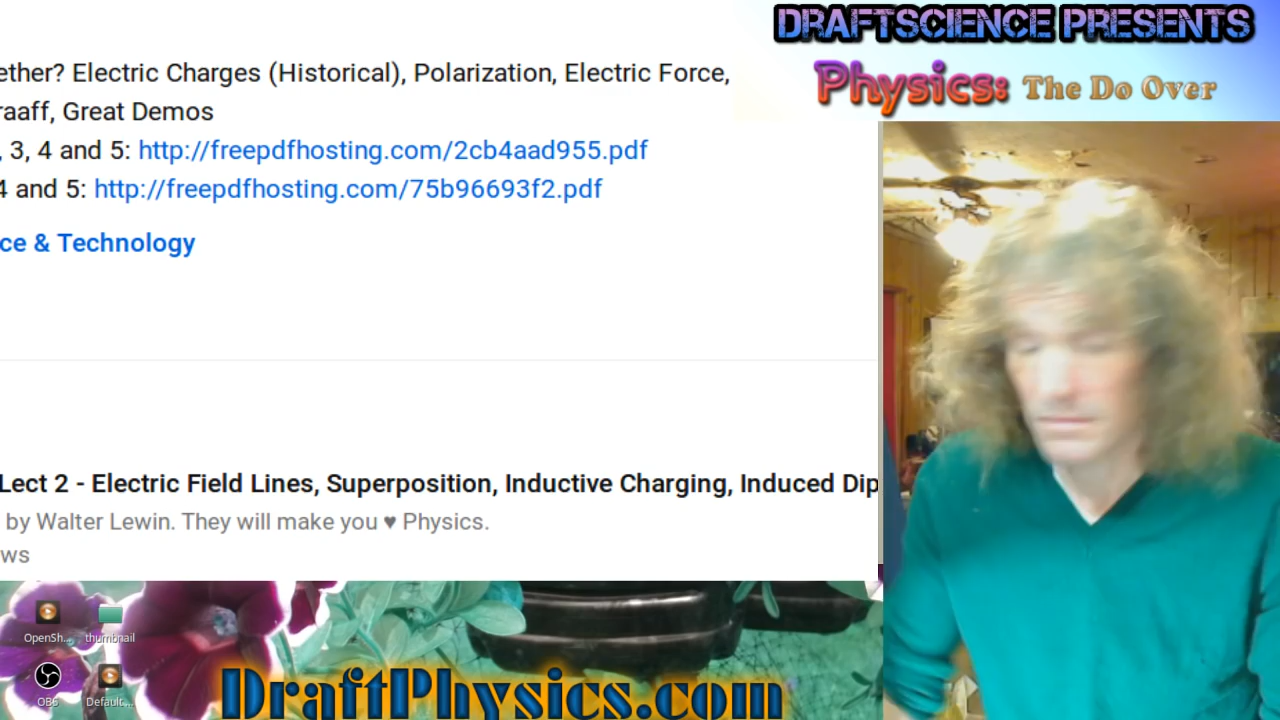 DRAFTSCIENCE PRESENTS
Physics: The Do Over
ether? Electric Charges (Historical), Polarization, Electric Force,
raaff, Great Demos
, 3, 4 and 5: http://freepdfhosting.com/2cb4aad955.pdf
4 and 5: http://freepdfhosting.com/75b96693f2.pdf
ce & Technology
Lect 2 - Electric Field Lines, Superposition, Inductive Charging, Induced Dip
by Walter Lewin. They will make you ♥ Physics.
ws
OpenSh... thumbnail
OBS Default....
DraftPhysics.com